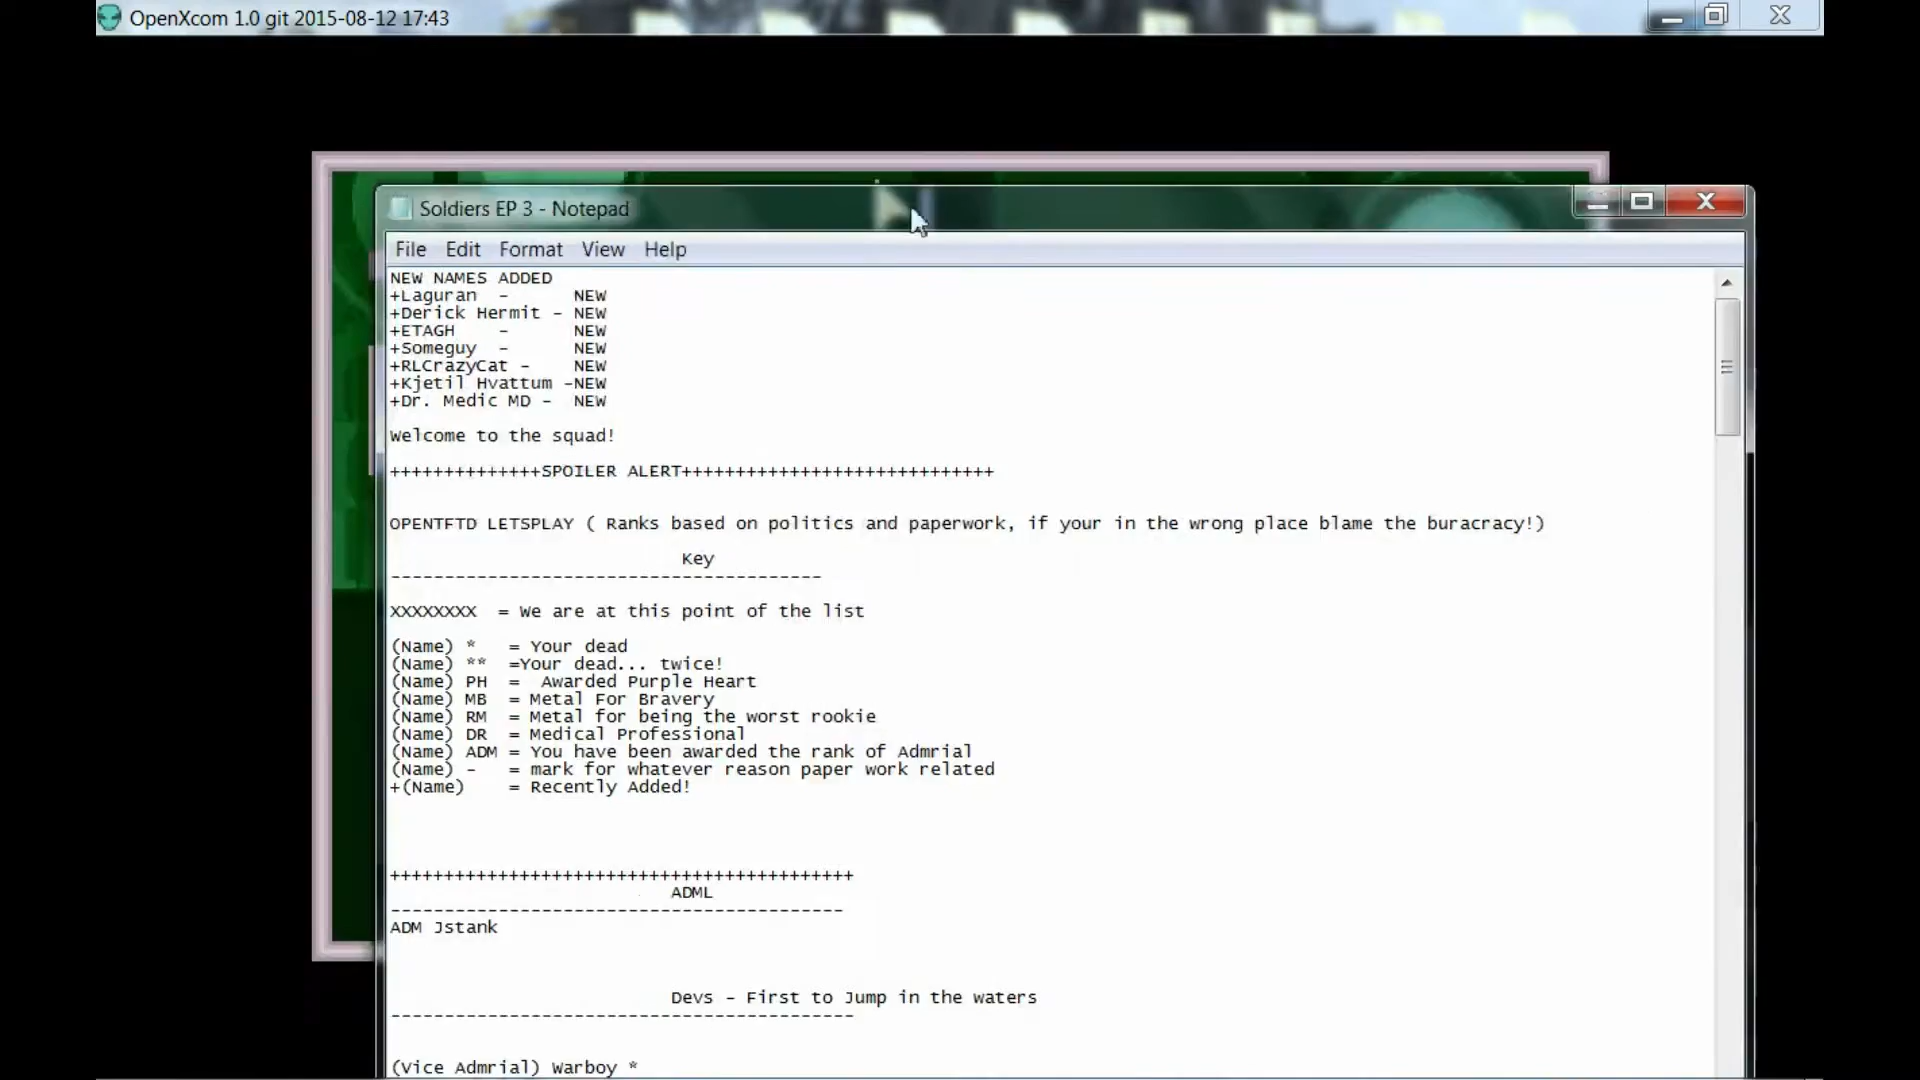 OpenXcom 1.0 git 2015-08-12 17:43
Soldiers EP 3 - Notepad
File Edit Format View Help
NEW NAMES ADDED
+Laguran - NEW
+Derick Hermit - NEW
+ETAGH - NEW
+Someguy - NEW
+RLCrazyCat - NEW
+Kjetil Hvattum -NEW
+Dr. Medic MD - NEW
Welcome to the squad!
++++++++++++++SPOILER ALERT+++++++++++++++++++++++++++++
OPENTFTD LETSPLAY ( Ranks based on politics and paperwork, if your in the wrong place blame the buracracy!)
Key
----------------------------------------
XXXXXXXX = We are at this point of the list
(Name) * = Your dead
(Name) ** =Your dead... twice!
(Name) PH = Awarded Purple Heart
(Name) MB = Metal For Bravery
(Name) RM = Metal for being the worst rookie
(Name) DR = Medical Professional
(Name) ADM = You have been awarded the rank of Admrial
(Name) - = mark for whatever reason paper work related
+(Name) = Recently Added!
+++++++++++++++++++++++++++++++++++++++++++
ADML
------------------------------------------
ADM Jstank
Devs - First to Jump in the waters
-------------------------------------------
(Vice Admrial) Warboy *